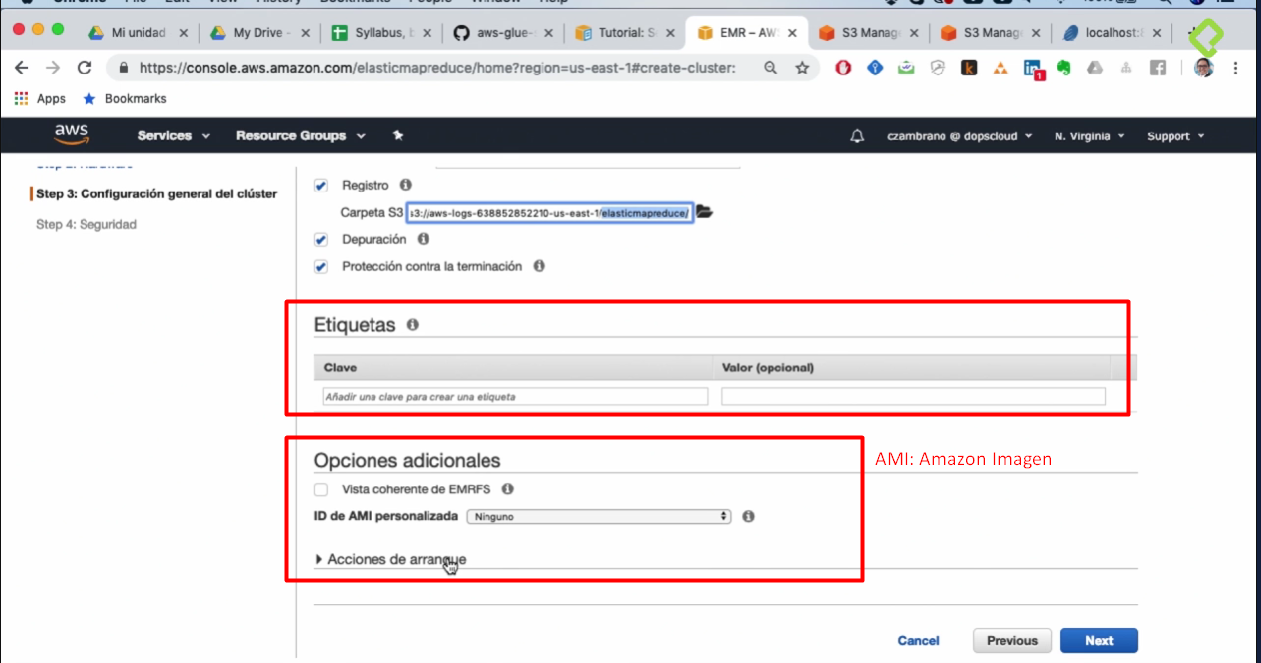 Mi unidad
My Drive -
Syllabus,
aws-glue-
Tutorial: S
EMR – AW
S3 Manag
S3 Manag
localhost:
https://console.aws.amazon.com/elasticmapreduce/home?region=us-east-1#create-cluster:
Apps
Bookmarks
aws
Services
Resource Groups
czambrano @ dopscloud
N. Virginia
Support
Step 3: Configuración general del clúster
Step 4: Seguridad
Registro
Carpeta S3
s3://aws-logs-638852852210-us-east-1/elasticmapreduce/
Depuración
Protección contra la terminación
Etiquetas
Clave
Valor (opcional)
Añadir una clave para crear una etiqueta
Opciones adicionales
AMI: Amazon Imagen
Vista coherente de EMRFS
ID de AMI personalizada
Ninguno
Acciones de arranque
Cancel
Previous
Next